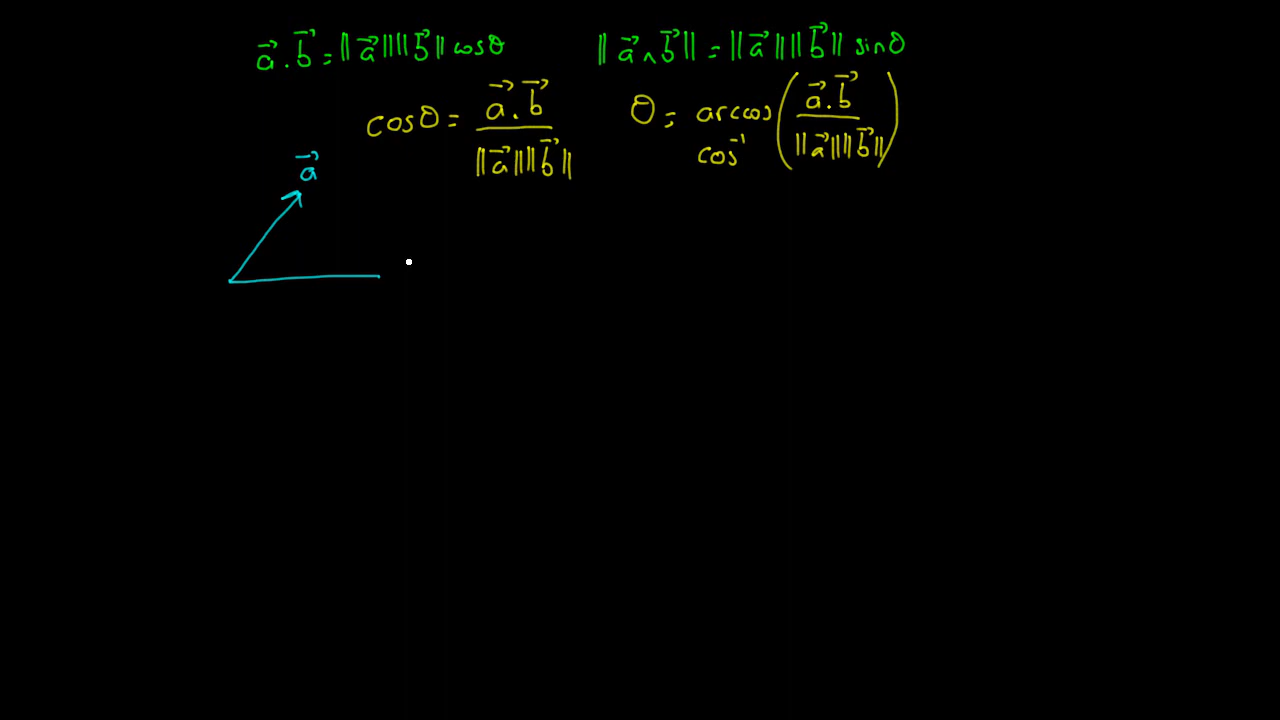 a⃗ . b⃗ = ||a⃗|| ||b⃗|| cosθ    || a⃗ ∧ b⃗ || = ||a⃗|| ||b⃗|| sinθ
cosθ = a⃗ . b⃗ / ||a⃗|| ||b⃗||    θ = arccos ( a⃗ . b⃗ / ||a⃗|| ||b⃗|| )
cos⁻¹
a⃗